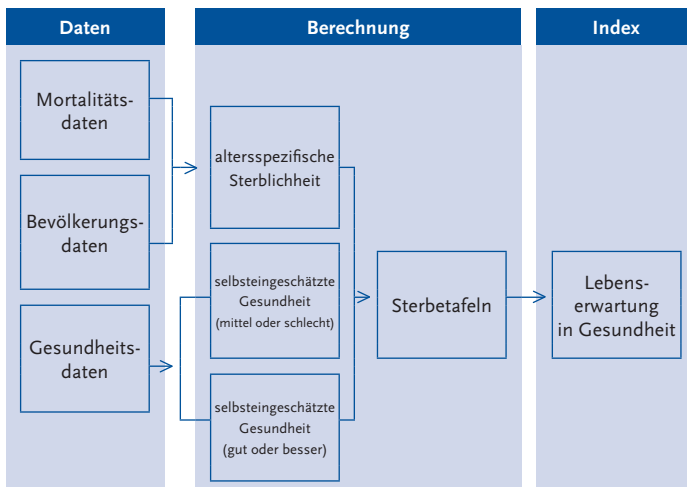 Daten
Berechnung
Index
Mortalitäts-
daten
Bevölkerungs-
daten
Gesundheits-
daten
altersspezifische
Sterblichheit
selbsteingeschätzte
Gesundheit
(mittel oder schlecht)
selbsteingeschätzte
Gesundheit
(gut oder besser)
Sterbetafeln
Lebens-
erwartung
in Gesundheit